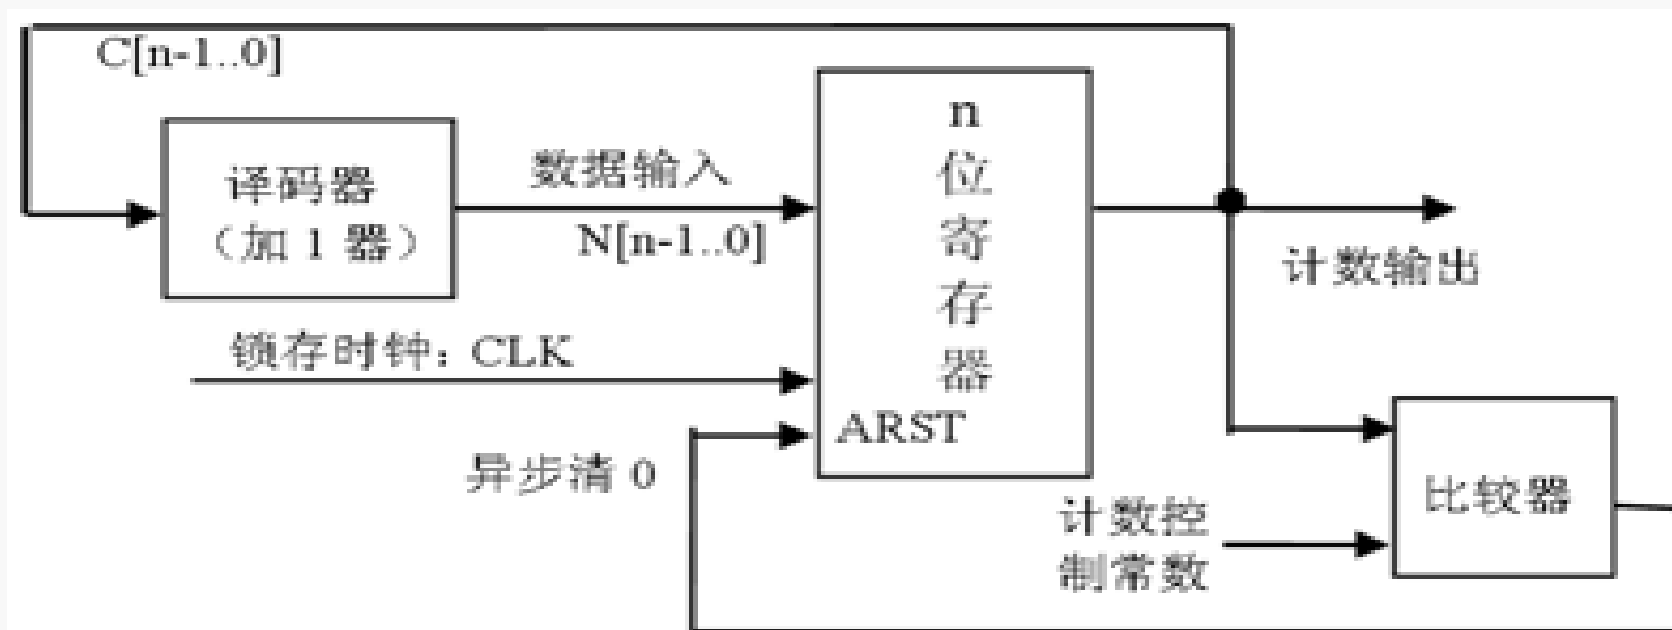 C[n-1..0]
译码器
（加 1 器）
数据输入
N[n-1..0]
锁存时钟: CLK
n
位
寄
存
器
ARST
异步清 0
计数输出
计数控
制常数
比较器